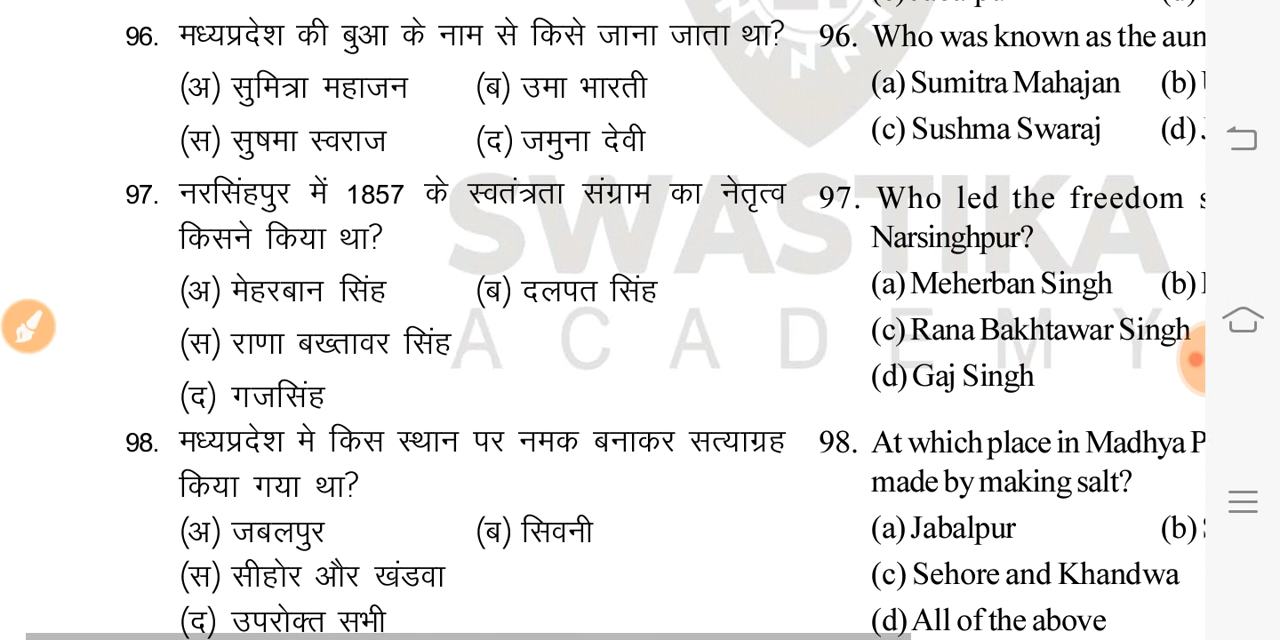 96. मध्यप्रदेश की बुआ के नाम से किसे जाना जाता था?
(अ) सुमित्रा महाजन (ब) उमा भारती
(स) सुषमा स्वराज (द) जमुना देवी
97. नरसिंहपुर में 1857 के स्वतंत्रता संग्राम का नेतृत्व
किसने किया था?
(अ) मेहरबान सिंह (ब) दलपत सिंह
(स) राणा बख्तावर सिंह
(द) गजसिंह
98. मध्यप्रदेश मे किस स्थान पर नमक बनाकर सत्याग्रह
किया गया था?
(अ) जबलपुर (ब) सिवनी
(स) सीहोर और खंडवा
(द) उपरोक्त सभी
96. Who was known as the aun
(a) Sumitra Mahajan (b)
(c) Sushma Swaraj (d)
97. Who led the freedom
Narsinghpur?
(a) Meherban Singh (b)
(c) Rana Bakhtawar Singh
(d) Gaj Singh
98. At which place in Madhya P
made by making salt?
(a) Jabalpur (b)
(c) Sehore and Khandwa
(d) All of the above
SWASTIKA
ACADEMY